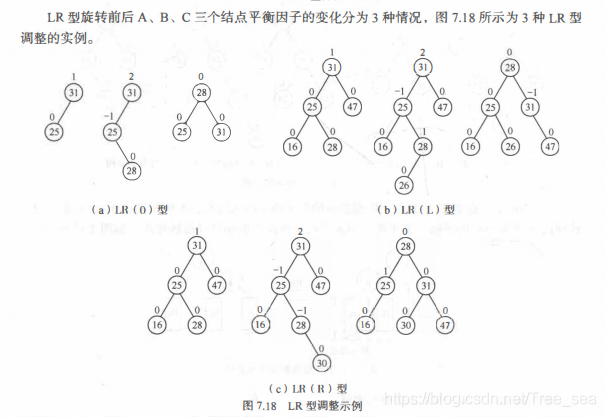 LR 型旋转前后 A、B、C 三个结点平衡因子的变化分为 3 种情况，图 7.18 所示为 3 种 LR 型
调整的实例。
1 2 0
31 31 28
0 -1 0 0
25 25 25 31
0
28
1 2 0
31 31 28
0 0 -1 0 0 -1
25 47 25 47 25 31
0 0 0 1 0 0 0
16 28 16 28 16 26 47
0
26
(a) LR(0) 型 (b) LR(L) 型
1 2 0
31 31 28
0 0 -1 0 1 0
25 47 25 47 25 31
0 0 0 -1 0 0 0
16 28 16 28 16 30 47
0
30
(c) LR(R) 型
图 7.18 LR 型调整示例
https://blog.csdn.net/Tree_sea